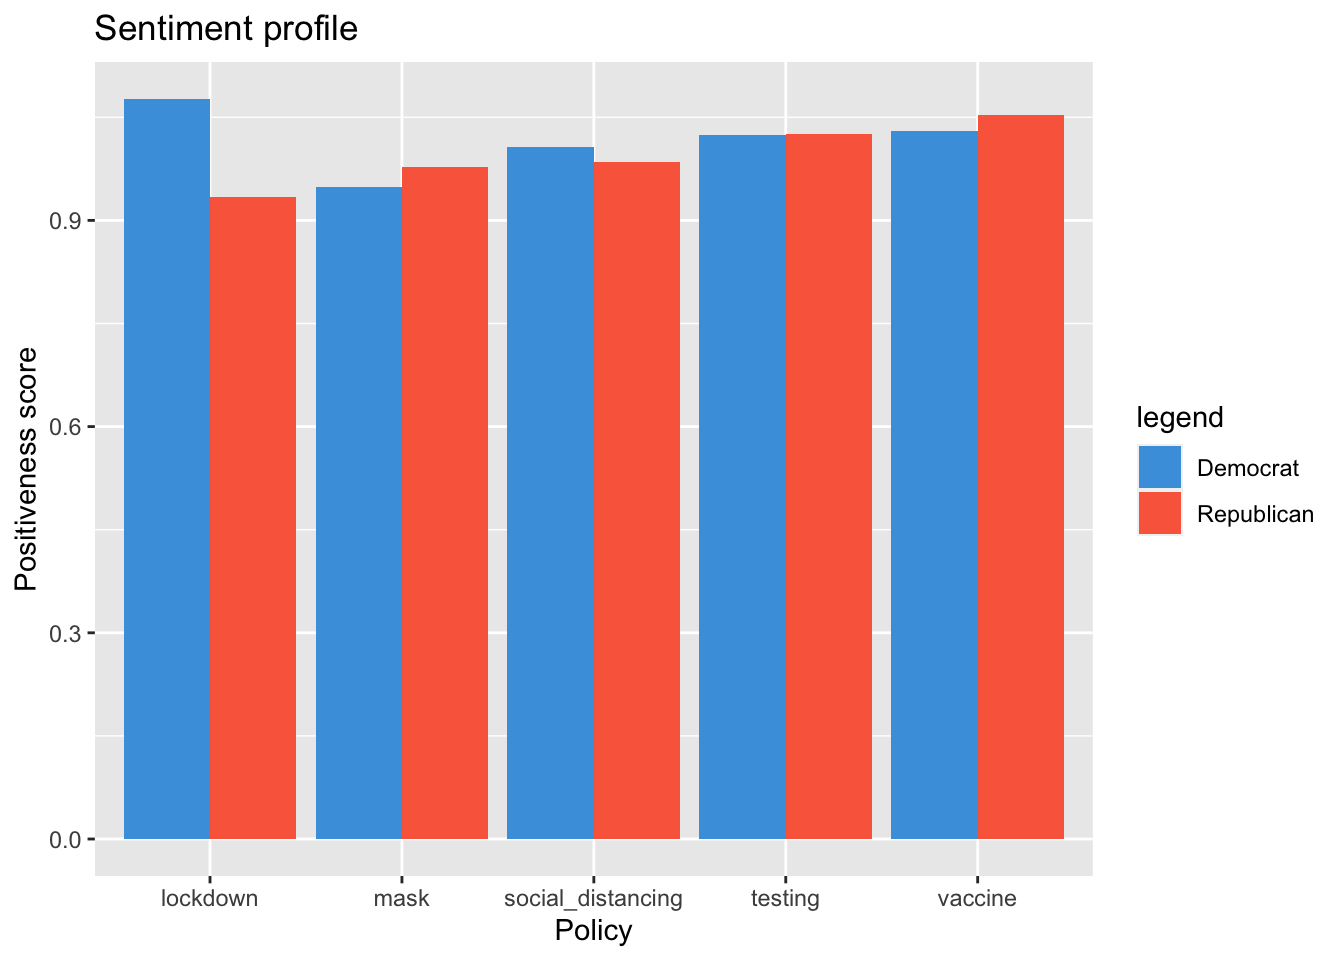 Sentiment profile
Positiveness score
0.9
0.6
0.3
0.0
lockdown mask social_distancing testing vaccine
Policy
legend
Democrat
Republican